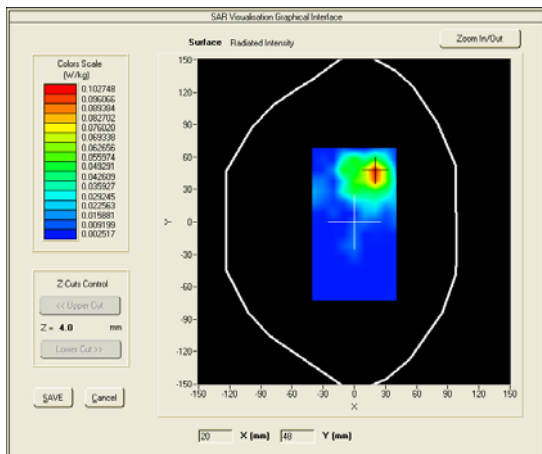 SAR Visualisation Graphical Interface
Surface Radiated Intensity
Zoom In/Out
Colors Scale
(W/kg)
0.102748
0.096066
0.089384
0.082702
0.076020
0.069338
0.062656
0.055974
0.049291
0.042609
0.035927
0.029245
0.022563
0.015881
0.009199
0.002517
Z-Cuts Control
<< Upper Cut
Z = 4.0 mm
Lower Cut >>
SAVE Cancel
150
120
90
60
30
0
-30
-60
-90
-120
-150
Y
-150 -120 -90 -60 -30 0 30 60 90 120 150
X
20 X (mm) 48 Y (mm)